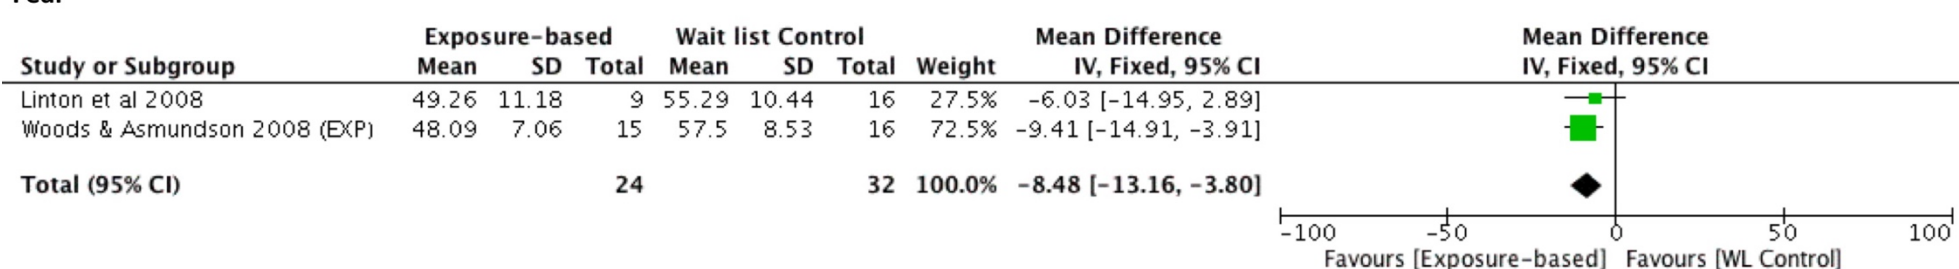 Exposure-based Wait list Control Mean Difference Mean Difference
Study or Subgroup Mean SD Total Mean SD Total Weight IV, Fixed, 95% CI IV, Fixed, 95% CI
Linton et al 2008 49.26 11.18 9 55.29 10.44 16 27.5% -6.03 [-14.95, 2.89]
Woods & Asmundson 2008 (EXP) 48.09 7.06 15 57.5 8.53 16 72.5% -9.41 [-14.91, -3.91]
Total (95% CI) 24 32 100.0% -8.48 [-13.16, -3.80]
-100 -50 0 50 100
Favours [Exposure-based] Favours [WL Control]